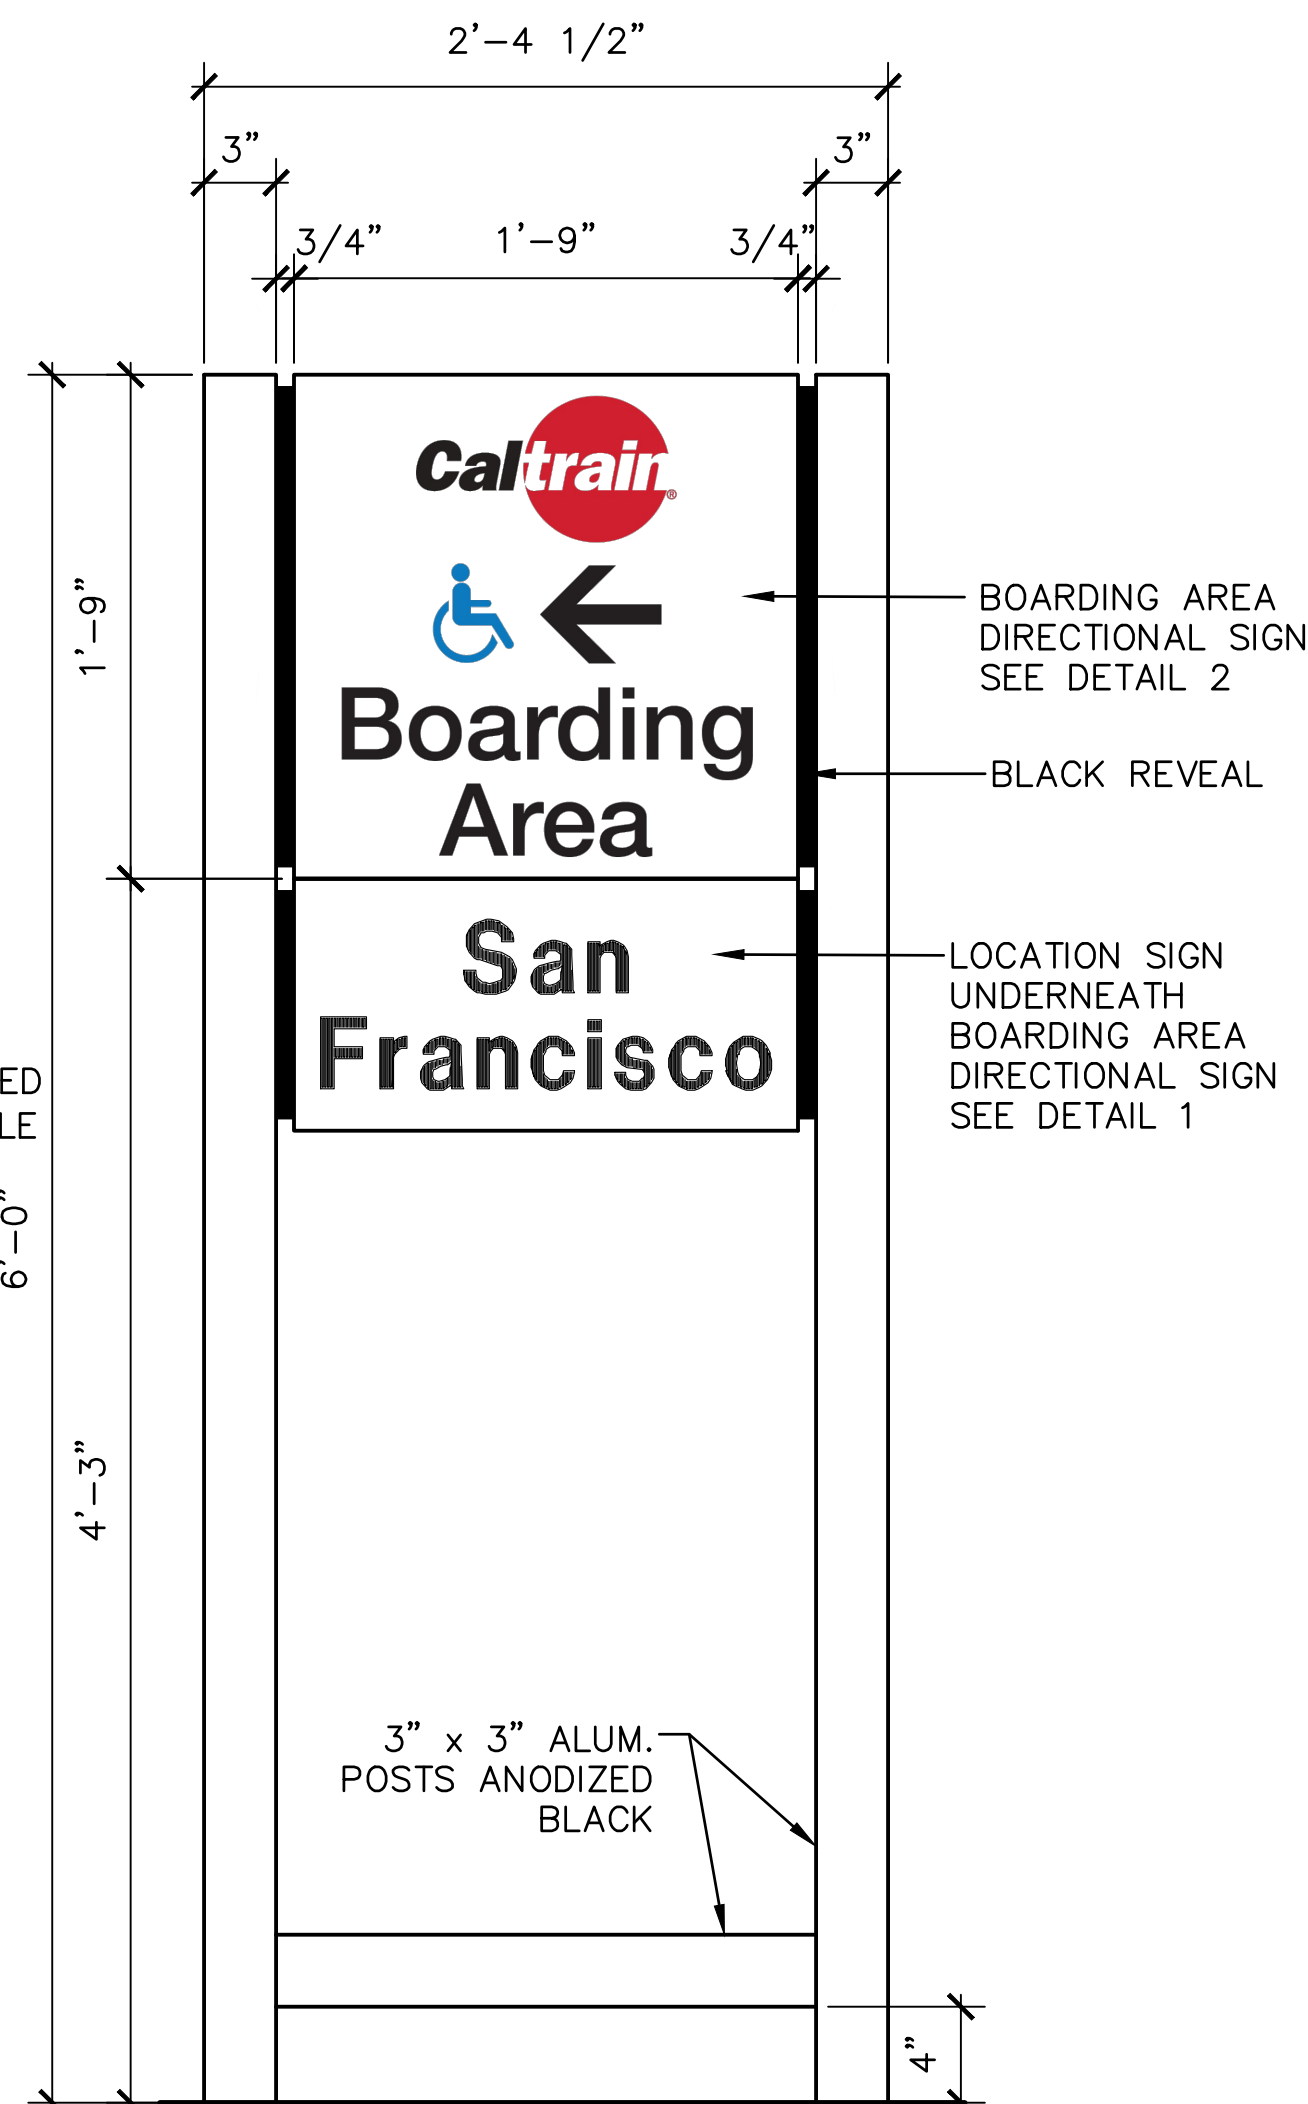 2'-4 1/2"
3" 3"
3/4" 1'-9" 3/4"
Caltrain®
1'-9"
Boarding
Area
BOARDING AREA
DIRECTIONAL SIGN
SEE DETAIL 2
BLACK REVEAL
San
Francisco
LOCATION SIGN
UNDERNEATH
BOARDING AREA
DIRECTIONAL SIGN
SEE DETAIL 1
6'-0"
4'-3"
3" x 3" ALUM.
POSTS ANODIZED
BLACK
4"